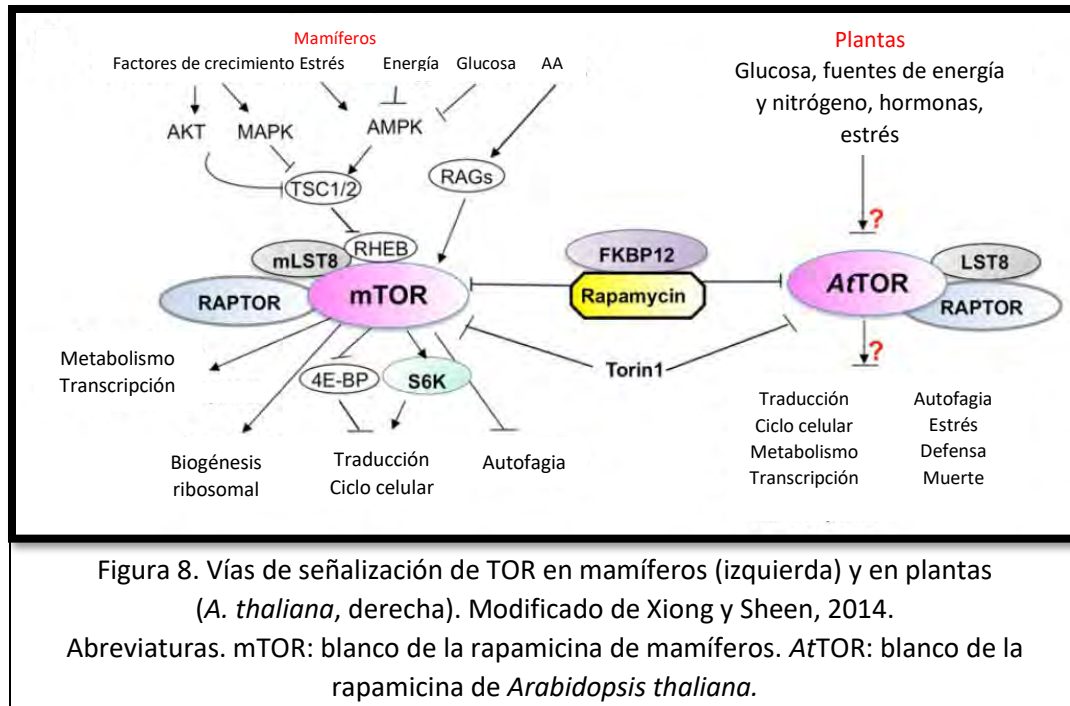 Mamíferos
Factores de crecimiento Estrés Energía Glucosa AA
AKT MAPK AMPK
TSC1/2
RAGs
RHEB
mLST8
RAPTOR
mTOR
Metabolismo
Transcripción
4E-BP
S6K
Biogénesis
ribosomal
Traducción
Ciclo celular
Autofagia
FKBP12
Rapamycin
Torin1
Plantas
Glucosa, fuentes de energía
y nitrógeno, hormonas,
estrés
?
AtTOR
LST8
RAPTOR
?
Traducción
Ciclo celular
Metabolismo
Transcripción
Autofagia
Estrés
Defensa
Muerte
Figura 8. Vías de señalización de TOR en mamíferos (izquierda) y en plantas
(A. thaliana, derecha). Modificado de Xiong y Sheen, 2014.
Abreviaturas. mTOR: blanco de la rapamicina de mamíferos. AtTOR: blanco de la
rapamicina de Arabidopsis thaliana.